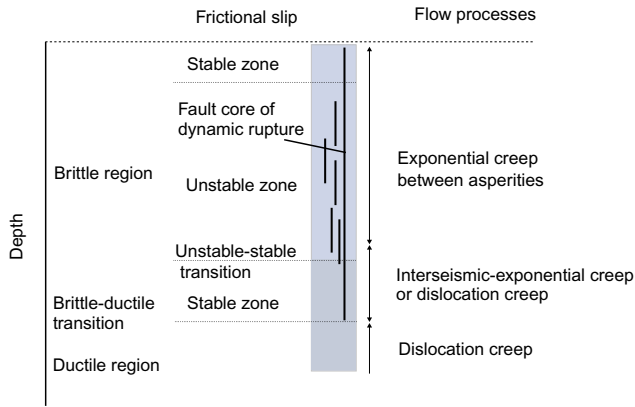 Frictional slip
Flow processes
Stable zone
Fault core of
dynamic rupture
Exponential creep
between asperities
Brittle region
Unstable zone
Depth
Unstable-stable
transition
Interseismic-exponential creep
or dislocation creep
Brittle-ductile
transition
Stable zone
Dislocation creep
Ductile region